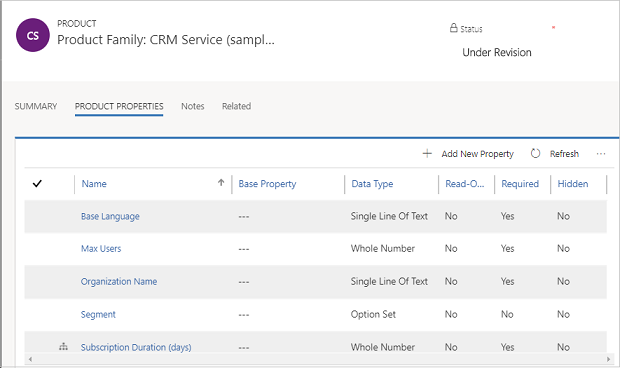 CS
PRODUCT
Product Family: CRM Service (sampl...
Status *
Under Revision
SUMMARY PRODUCT PROPERTIES Notes Related
+ Add New Property Refresh ...
Name Base Property Data Type Read-O... Required Hidden
Base Language --- Single Line Of Text No Yes No
Max Users --- Whole Number No Yes No
Organization Name --- Single Line Of Text No Yes No
Segment --- Option Set No No No
Subscription Duration (days) --- Whole Number No Yes No